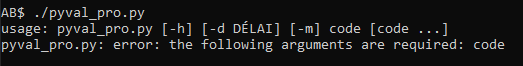 AB$ ./pyval_pro.py
usage: pyval_pro.py [-h] [-d DÉLAI] [-m] code [code ...]
pyval_pro.py: error: the following arguments are required: code